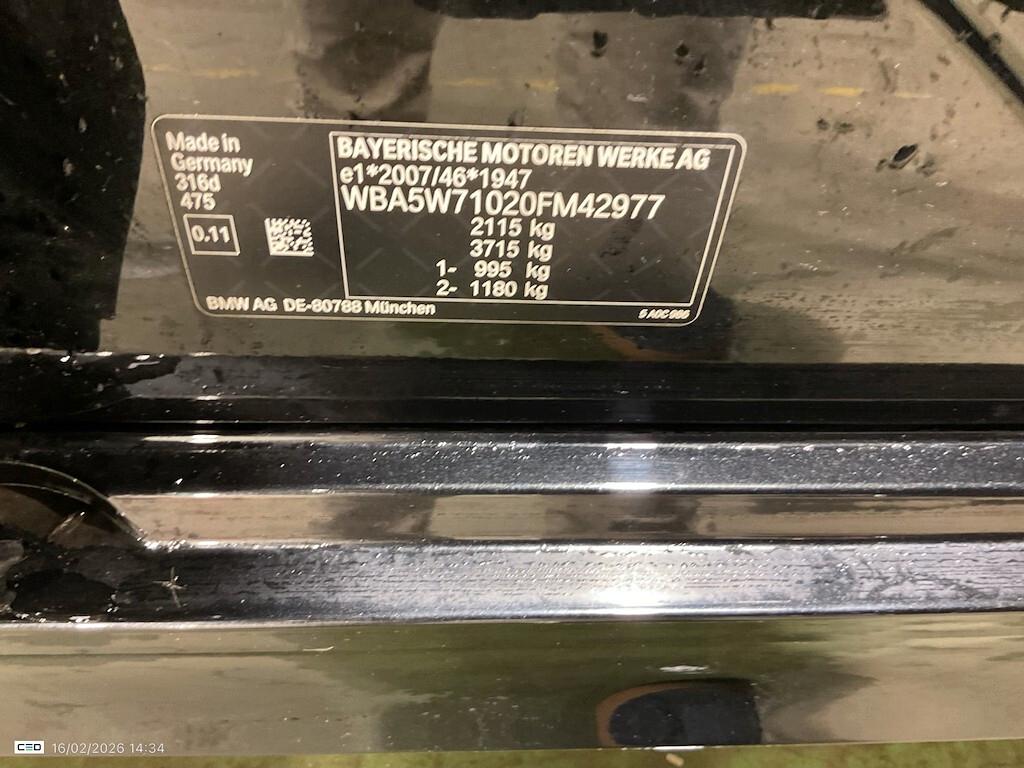 Made in
Germany
316d
475
0.11
BAYERISCHE MOTOREN WERKE AG
e1*2007/46*1947
WBA5W71020FM42977
2115 kg
3715 kg
1- 995 kg
2- 1180 kg
BMW AG DE-80788 München
16/02/2026 14:34